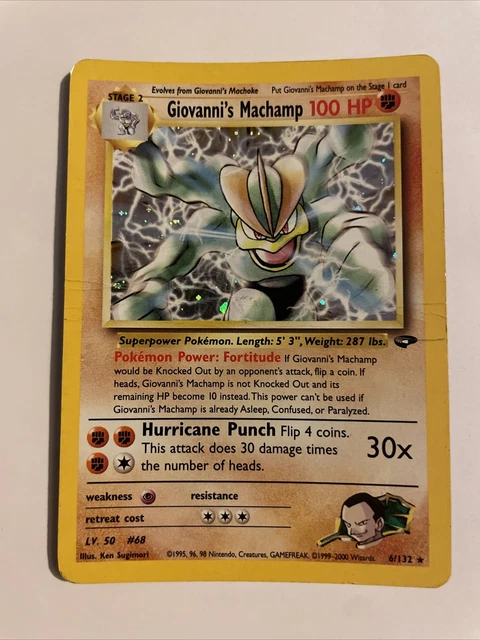 STAGE 2
Evolves from Giovanni's Machoke Put Giovanni's Machamp on the Stage 1 card
Giovanni's Machamp 100 HP
Superpower Pokémon. Length: 5' 3", Weight: 287 lbs.
Pokémon Power: Fortitude If Giovanni's Machamp
would be Knocked Out by an opponent's attack, flip a coin. If
heads, Giovanni's Machamp is not Knocked Out and its
remaining HP become 10 instead. This power can't be used if
Giovanni's Machamp is already Asleep, Confused, or Paralyzed.
Hurricane Punch Flip 4 coins.
This attack does 30 damage times
the number of heads.
30x
weakness resistance
retreat cost
LV. 50 #68
Illus. Ken Sugimori ©1995, 96, 98 Nintendo, Creatures, GAMEFREAK. ©1999-2000 Wizards. 6/132 ★